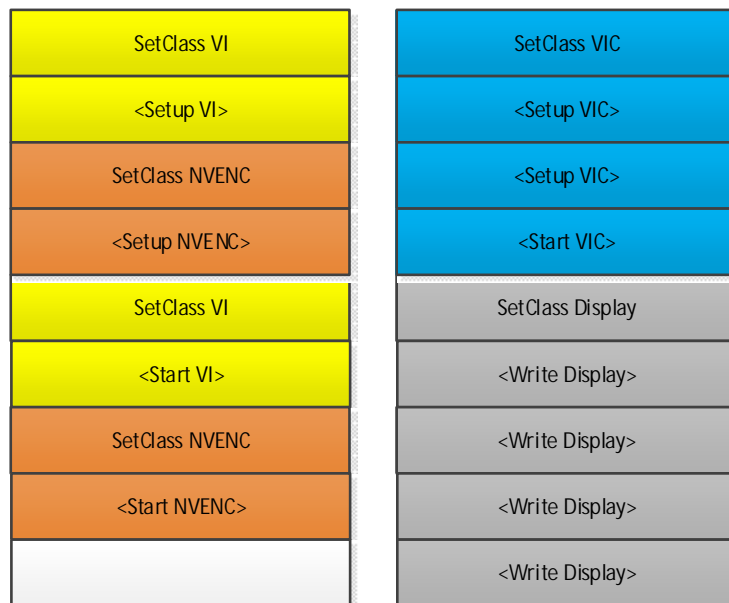 SetClass VI
<Setup VI>
SetClass NVENC
<Setup NVENC>
SetClass VI
<Start VI>
SetClass NVENC
<Start NVENC>
SetClass VIC
<Setup VIC>
<Setup VIC>
<Start VIC>
SetClass Display
<Write Display>
<Write Display>
<Write Display>
<Write Display>